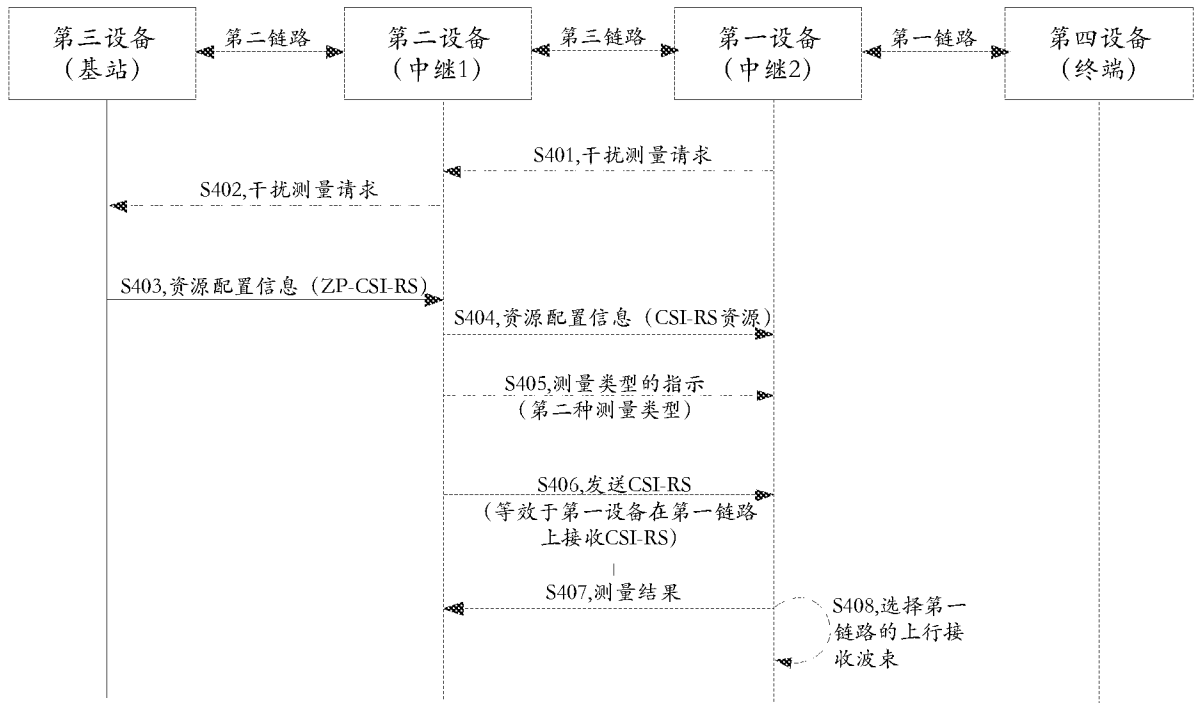 第三设备
（基站）
第二链路
第二设备
（中继1）
第三链路
第一设备
（中继2）
第一链路
第四设备
（终端）
S401,干扰测量请求
S402,干扰测量请求
S403,资源配置信息（ZP-CSI-RS）
S404,资源配置信息（CSI-RS资源）
S405,测量类型的指示
（第二种测量类型）
S406,发送CSI-RS
（等效于第一设备在第一链路
上接收CSI-RS）
S407,测量结果
S408,选择第一
链路的上行接
收波束